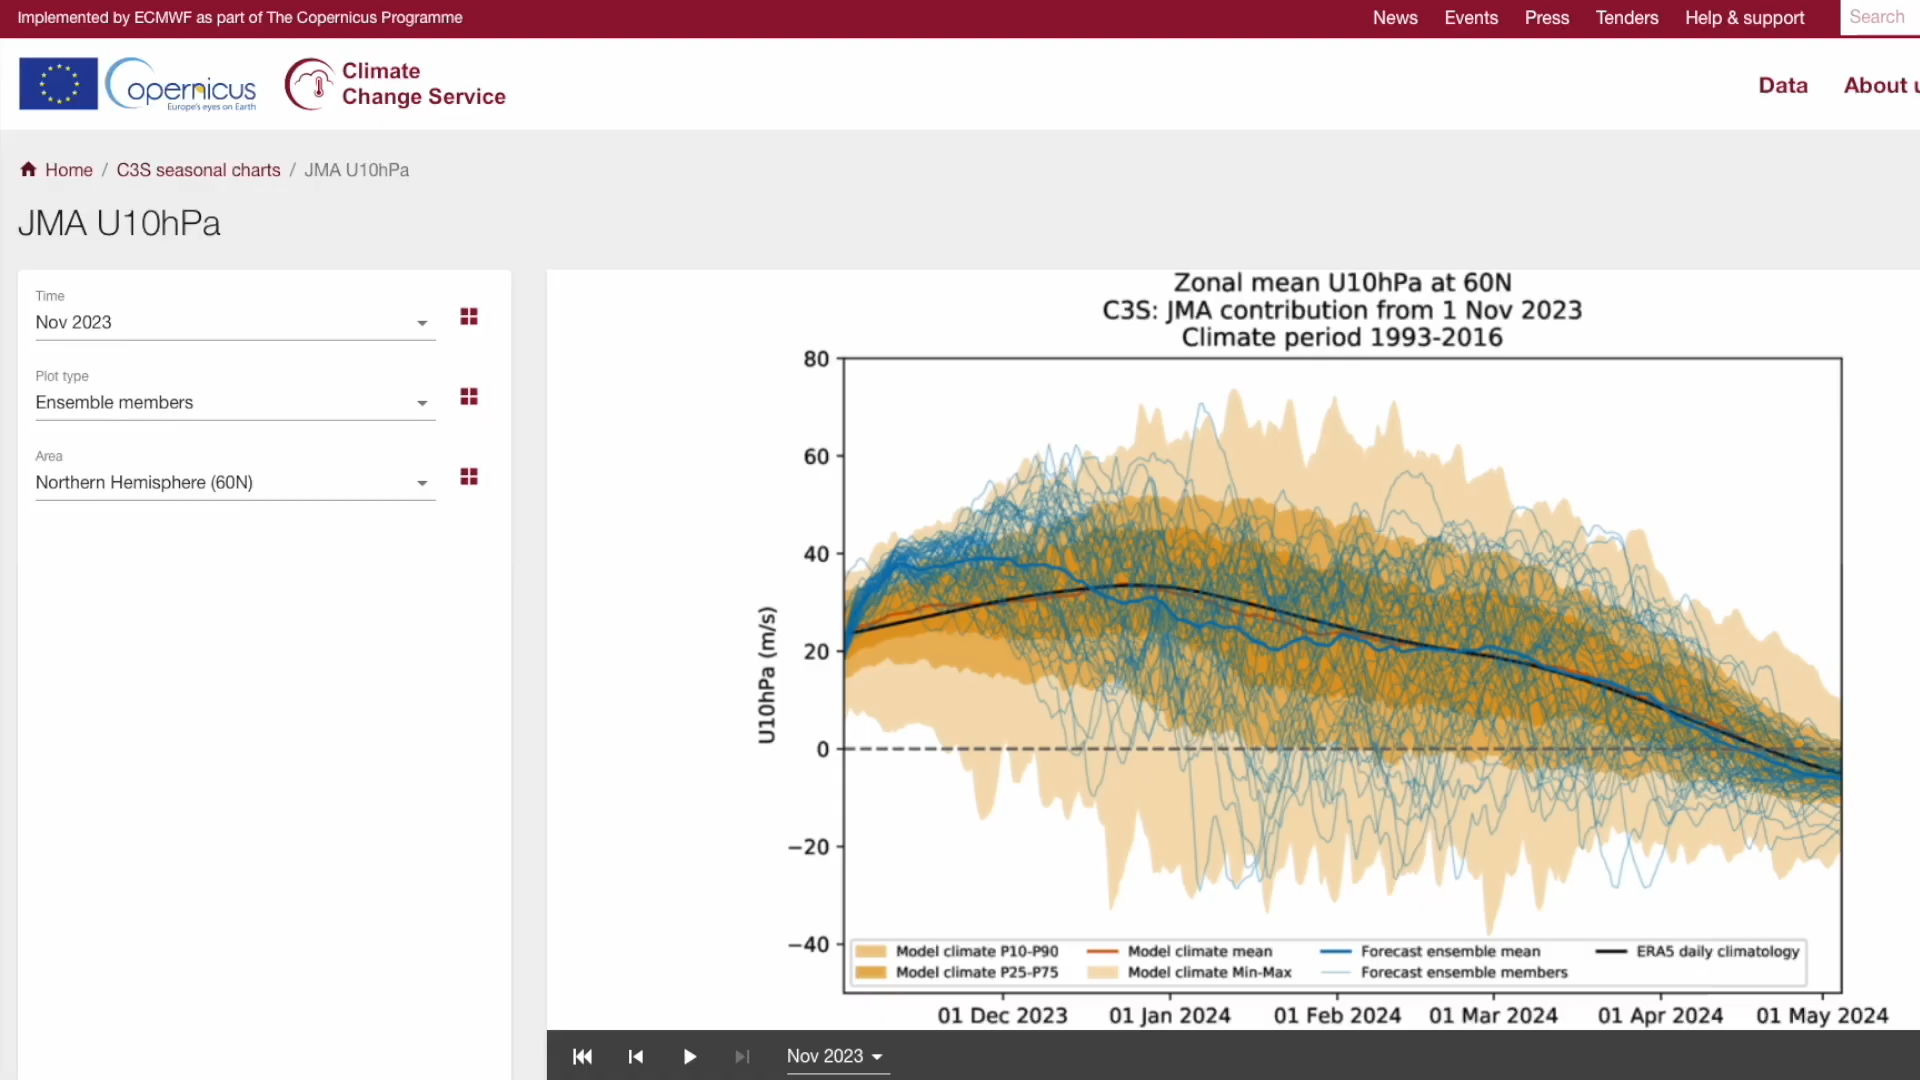 Implemented by ECMWF as part of The Copernicus Programme
News Events Press Tenders Help & support Search
opernicus
Europe's eyes on Earth
Climate
Change Service
Data About u
Home / C3S seasonal charts / JMA U10hPa
JMA U10hPa
Time
Nov 2023
Plot type
Ensemble members
Area
Northern Hemisphere (60N)
Zonal mean U10hPa at 60N
C3S: JMA contribution from 1 Nov 2023
Climate period 1993-2016
80
60
40
20
0
−20
−40
U10hPa (m/s)
Model climate P10-P90 Model climate mean Forecast ensemble mean ERA5 daily climatology
Model climate P25-P75 Model climate Min-Max Forecast ensemble members
01 Dec 2023 01 Jan 2024 01 Feb 2024 01 Mar 2024 01 Apr 2024 01 May 2024
Nov 2023